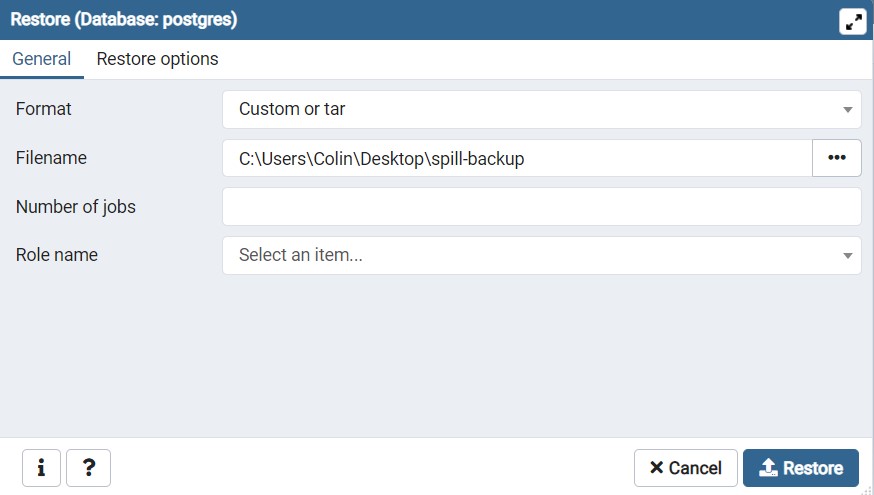 Restore (Database: postgres)
General Restore options
Format Custom or tar
Filename C:\Users\Colin\Desktop\spill-backup •••
Number of jobs
Role name Select an item...
i ? Cancel Restore